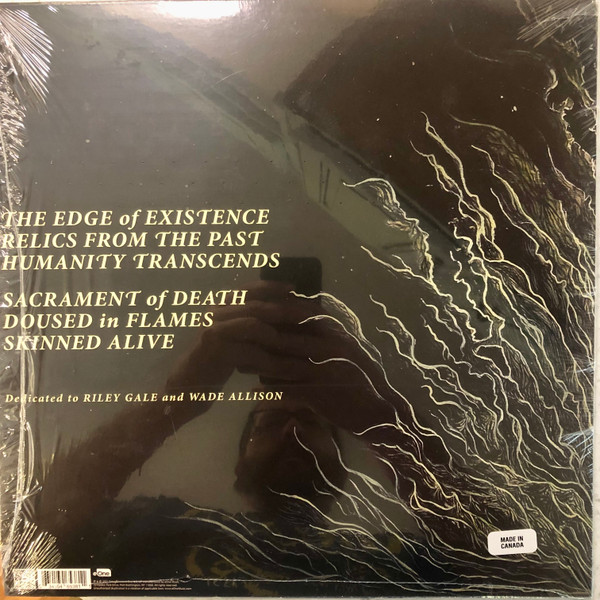 THE EDGE of EXISTENCE
RELICS FROM THE PAST
HUMANITY TRANSCENDS
SACRAMENT of DEATH
DOUSED in FLAMES
SKINNED ALIVE
Dedicated to RILEY GALE and WADE ALLISON
MADE IN
CANADA
eOne